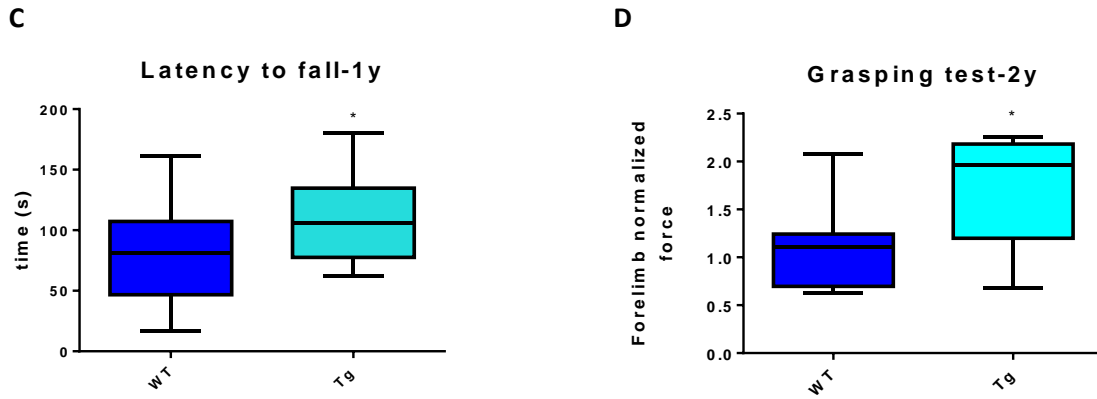 C
Latency to fall-1y
time (s)
200
150
100
50
0
*
WT
Tg
D
Grasping test-2y
Forelimb normalized
force
2.5
2.0
1.5
1.0
0.5
0.0
*
WT
Tg